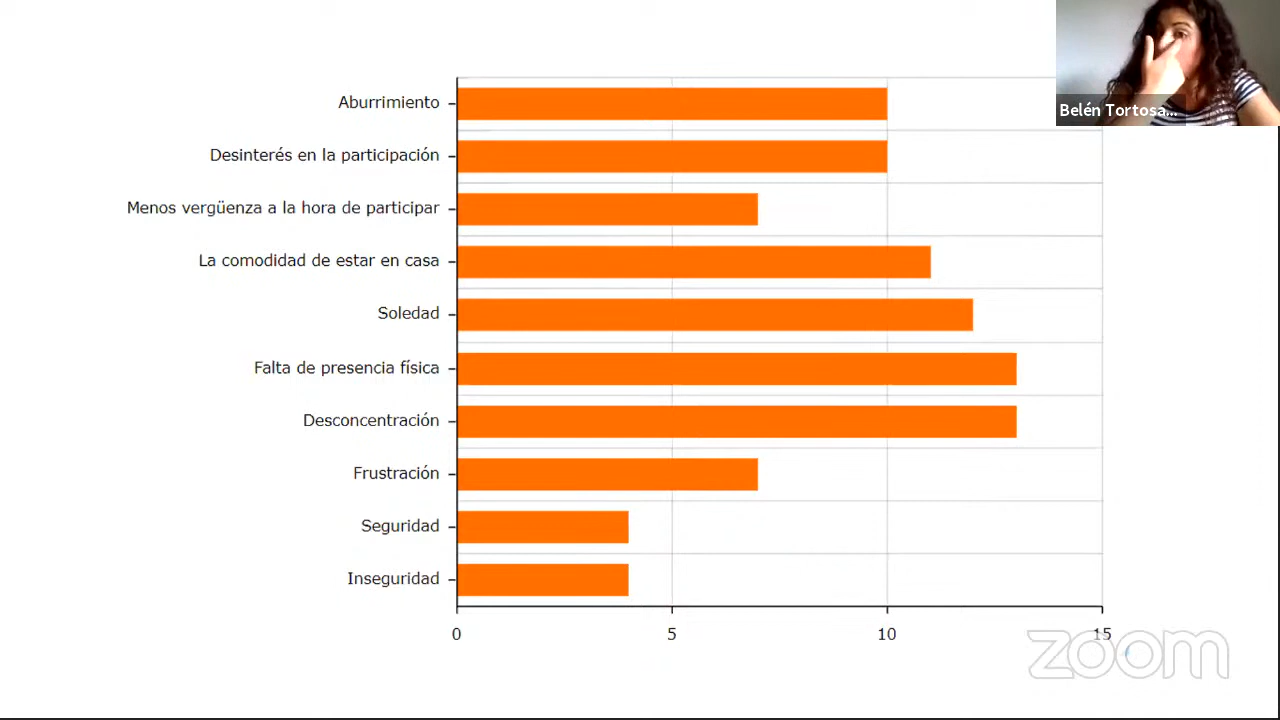 Belén Tortosa...
Aburrimiento
Desinterés en la participación
Menos vergüenza a la hora de participar
La comodidad de estar en casa
Soledad
Falta de presencia física
Desconcentración
Frustración
Seguridad
Inseguridad
0 5 10 15
zoom